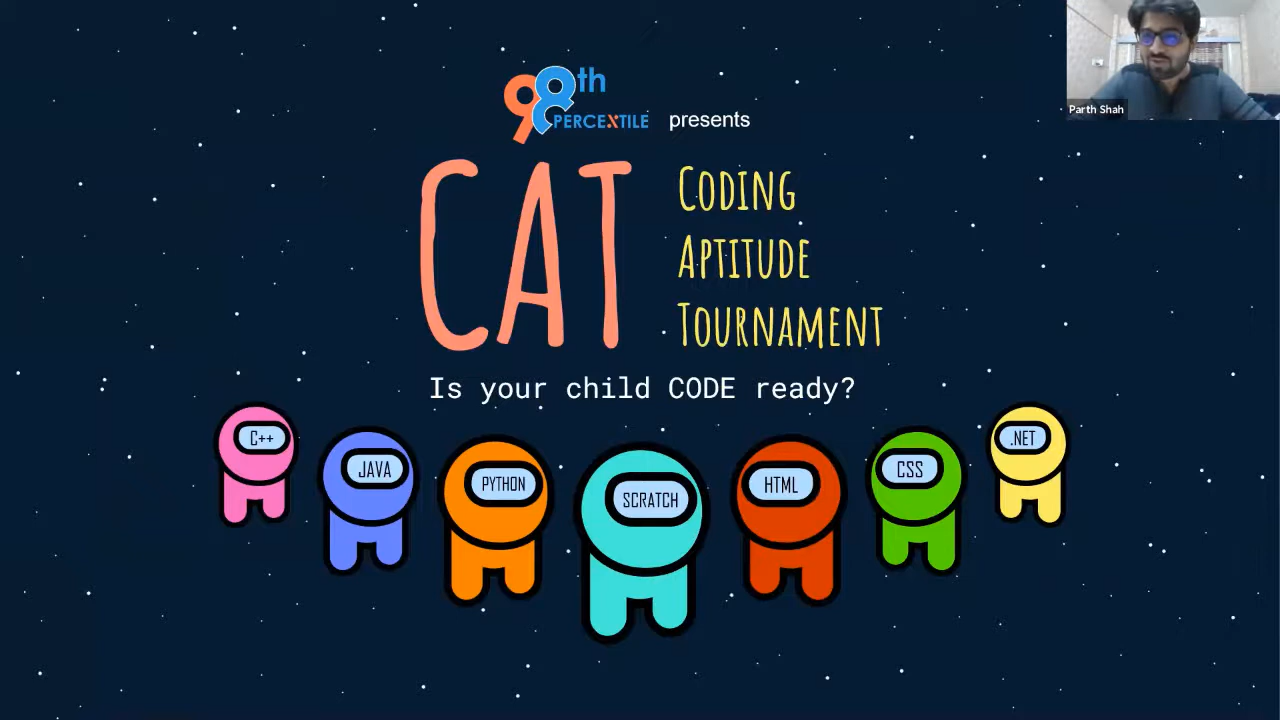 98th
PERCEXTILE presents
CAT
Coding
Aptitude
Tournament
Is your child CODE ready?
C++
JAVA
PYTHON
SCRATCH
HTML
CSS
.NET
Parth Shah